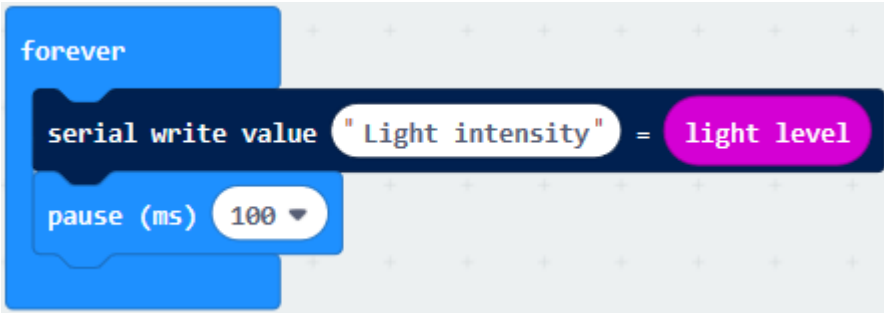 forever
serial write value "Light intensity" = light level
pause (ms) 100